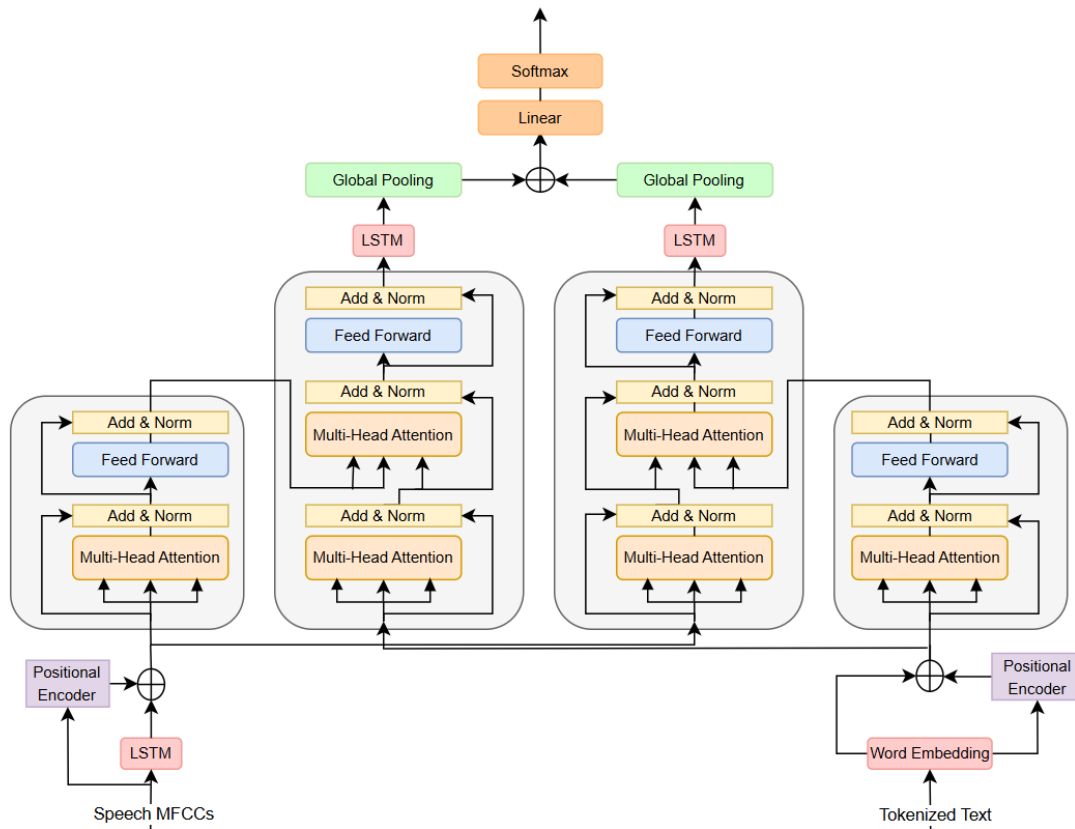 Softmax
Linear
Global Pooling
Global Pooling
LSTM
LSTM
Add & Norm
Feed Forward
Add & Norm
Multi-Head Attention
Add & Norm
Multi-Head Attention
Add & Norm
Feed Forward
Add & Norm
Multi-Head Attention
Add & Norm
Multi-Head Attention
Add & Norm
Feed Forward
Add & Norm
Multi-Head Attention
Add & Norm
Feed Forward
Add & Norm
Multi-Head Attention
Positional
Encoder
LSTM
Speech MFCCs
Positional
Encoder
Word Embedding
Tokenized Text